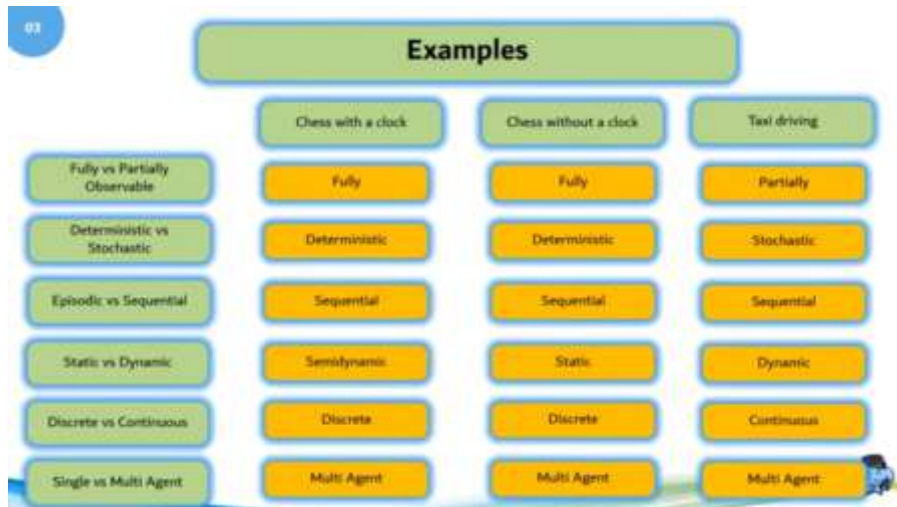 03
Examples
Chess with a clock
Chess without a clock
Taxi driving
Fully vs Partially
Observable
Fully
Fully
Partially
Deterministic vs
Stochastic
Deterministic
Deterministic
Stochastic
Episodic vs Sequential
Sequential
Sequential
Sequential
Static vs Dynamic
Semidynamic
Static
Dynamic
Discrete vs Continuous
Discrete
Discrete
Continuous
Single vs Multi Agent
Multi Agent
Multi Agent
Multi Agent